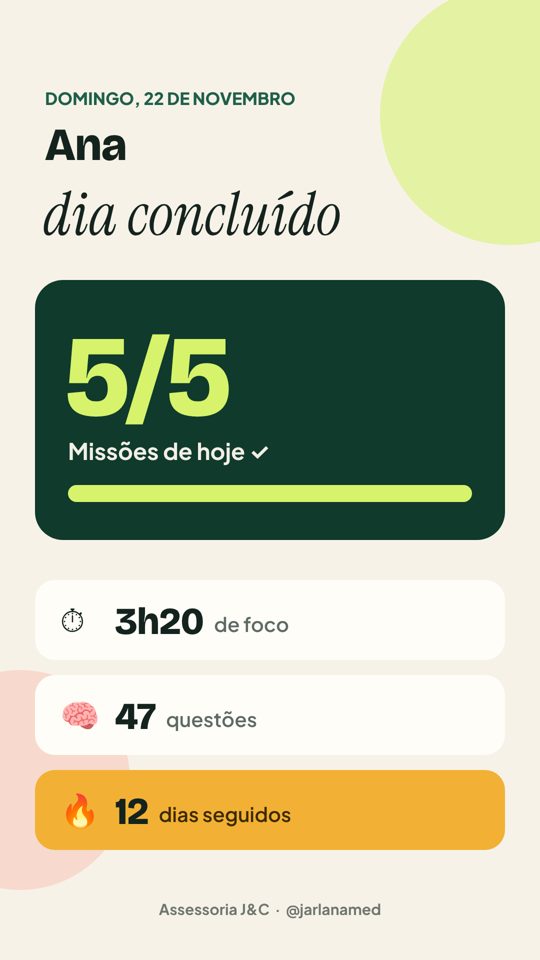 DOMINGO, 22 DE NOVEMBRO
Ana
dia concluído
5/5
Missões de hoje ✓
3h20 de foco
47 questões
12 dias seguidos
Assessoria J&C · @jarlanamed